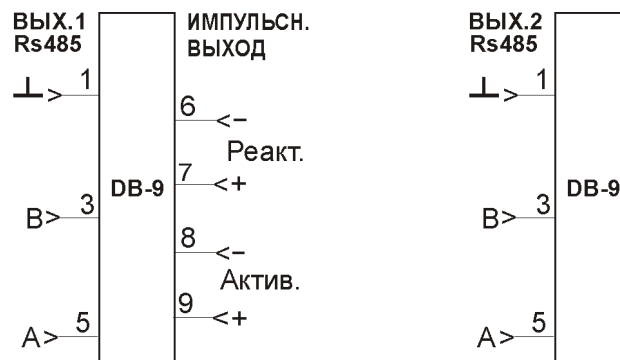 ВЫХ.1
Rs485
ИМПУЛЬСН.
ВЫХОД
1
6
<-
Реакт.
7
<+
DB-9
B>
3
8
<-
Актив.
9
<+
A>
5
ВЫХ.2
Rs485
1
B>
3
DB-9
A>
5